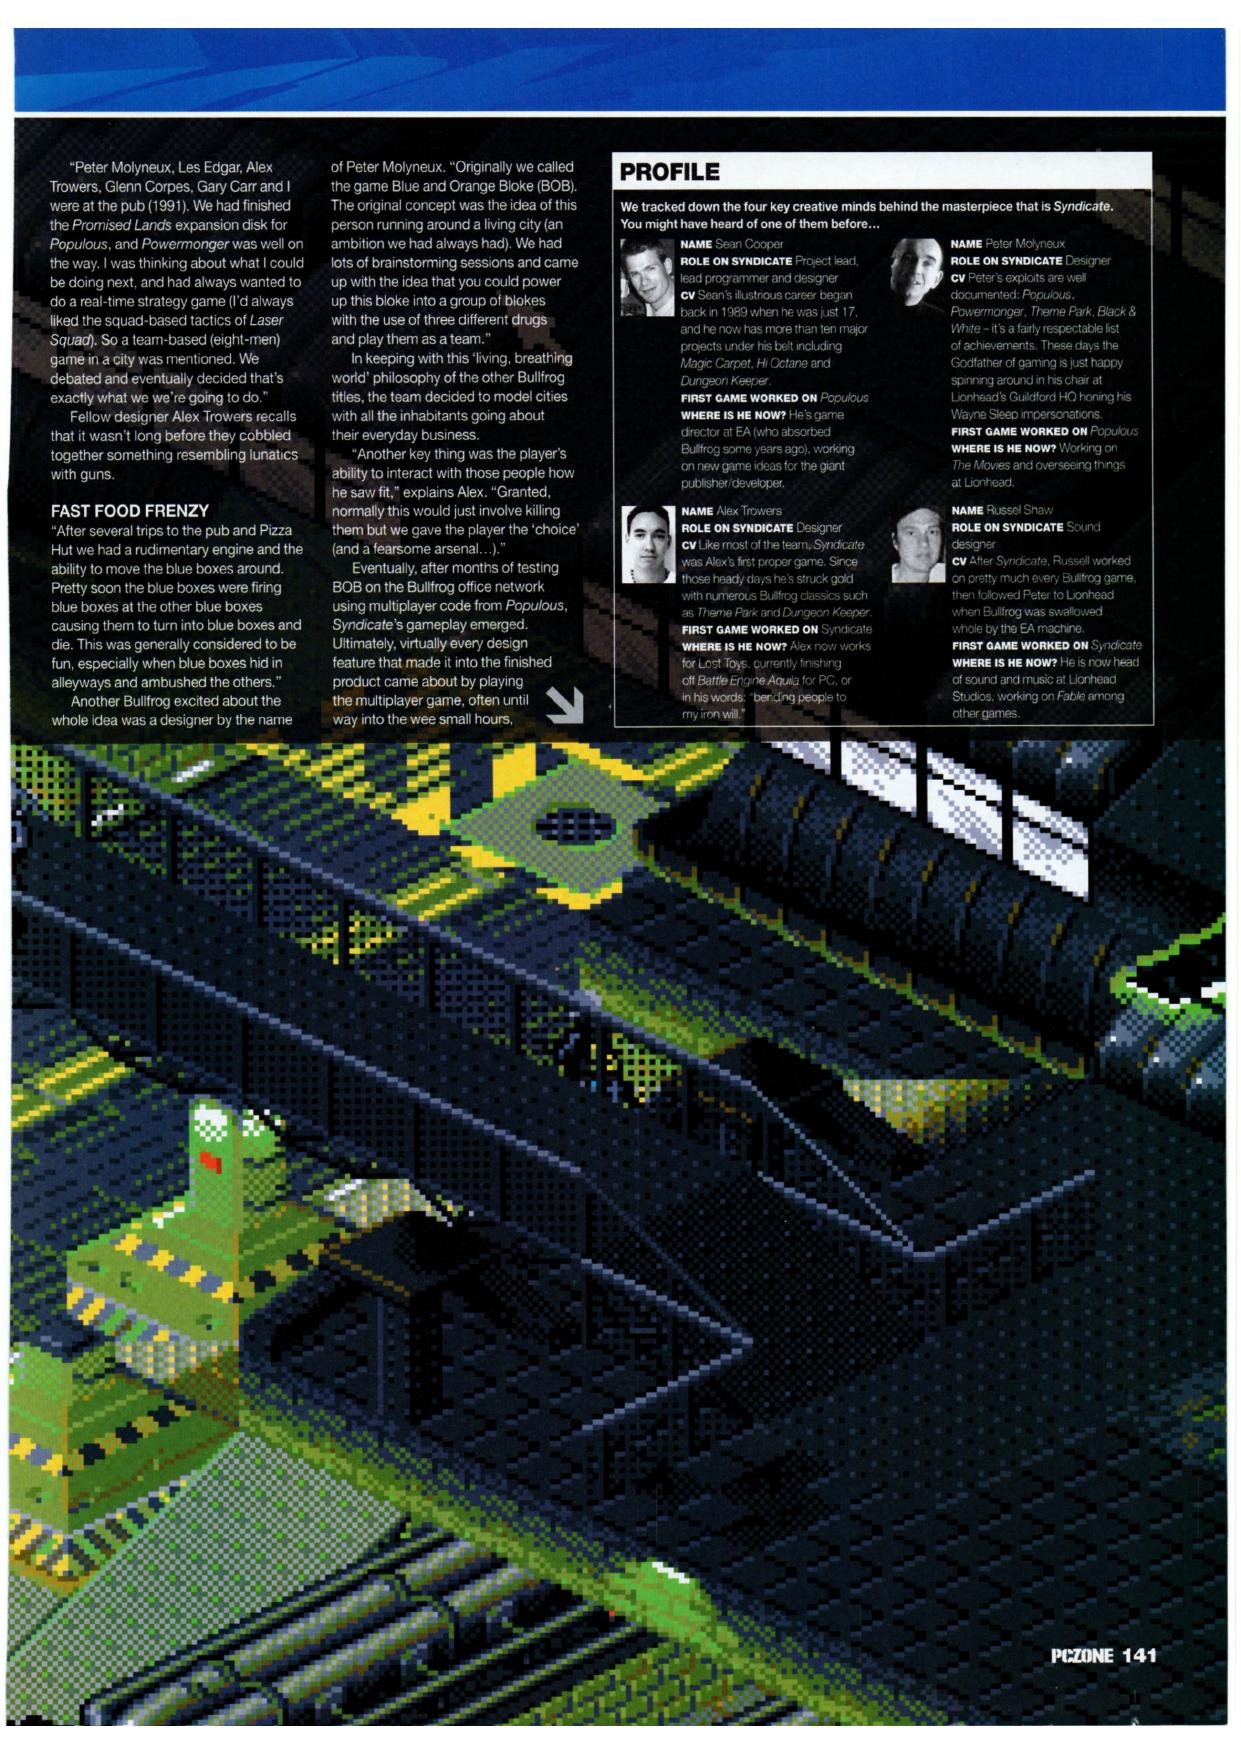 “Peter Molyneux, Les Edgar, Alex
Trowers, Glenn Corpes, Gary Carr and I
were at the pub (1991). We had finished
the Promised Lands expansion disk for
Populous, and Powermonger was well on
the way. I was thinking about what I could
be doing next, and had always wanted to
do a real-time strategy game (I'd always
liked the squad-based tactics of Laser
Squad). So a team-based (eight-men)
game in a city was mentioned. We
debated and eventually decided that's
exactly what we we're going to do.”
Fellow designer Alex Trowers recalls
that it wasn't long before they cobbled
together something resembling lunatics
with guns.
FAST FOOD FRENZY
“After several trips to the pub and Pizza
Hut we had a rudimentary engine and the
ability to move the blue boxes around.
Pretty soon the blue boxes were firing
blue boxes at the other blue boxes
causing them to turn into blue boxes and
die. This was generally considered to be
fun, especially when blue boxes hid in
alleyways and ambushed the others.”
Another Bullfrog excited about the
whole idea was a designer by the name
of Peter Molyneux. “Originally we called
the game Blue and Orange Bloke (BOB).
The original concept was the idea of this
person running around a living city (an
ambition we had always had). We had
lots of brainstorming sessions and came
up with the idea that you could power
up this bloke into a group of blokes
with the use of three different drugs
and play them as a team.”
In keeping with this ‘living, breathing
world’ philosophy of the other Bullfrog
titles, the team decided to model cities
with all the inhabitants going about
their everyday business.
“Another key thing was the player's
ability to interact with those people how
he saw fit,” explains Alex. “Granted,
normally this would just involve killing
them but we gave the player the ‘choice’
(and a fearsome arsenal...).”
Eventually, after months of testing
BOB on the Bullfrog office network
using multiplayer code from Populous,
Syndicate's gameplay emerged.
Ultimately, virtually every design
feature that made it into the finished
product came about by playing
the multiplayer game, often until
way into the wee small hours,
PROFILE
We tracked down the four key creative minds behind the masterpiece that is Syndicate.
You might have heard of one of them before...
NAME Sean Cooper
ROLE ON SYNDICATE Project lead,
lead programmer and designer
CV Sean's illustrious career began
back in 1989 when he was just 17,
and he now has more than ten major
projects under his belt including
Magic Carpet, Hi Octane and
Dungeon Keeper.
FIRST GAME WORKED ON Populous
WHERE IS HE NOW? He's game
director at EA (who absorbed
Bullfrog some years ago), working
on new game ideas for the giant
publisher/developer.
NAME Peter Molyneux
ROLE ON SYNDICATE Designer
CV Peter's exploits are well
documented: Populous,
Powermonger, Theme Park, Black &
White – it's a fairly respectable list
of achievements. These days the
Godfather of gaming is just happy
spinning around in his chair at
Lionhead's Guildford HQ honing his
Wayne Sleep impersonations.
FIRST GAME WORKED ON Populous
WHERE IS HE NOW? Working on
The Movies and overseeing things
at Lionhead.
NAME Alex Trowers
ROLE ON SYNDICATE Designer
CV Like most of the team, Syndicate
was Alex's first proper game. Since
those heady days he's struck gold
with numerous Bullfrog classics such
as Theme Park and Dungeon Keeper.
FIRST GAME WORKED ON Syndicate
WHERE IS HE NOW? Alex now works
for Lost Toys, currently finishing
off Battle Engine Aquila for PC, or
in his words: “bending people to
my iron will.”
NAME Russel Shaw
ROLE ON SYNDICATE Sound
designer
CV After Syndicate, Russell worked
on pretty much every Bullfrog game,
then followed Peter to Lionhead
when Bullfrog was swallowed
whole by the EA machine.
FIRST GAME WORKED ON Syndicate
WHERE IS HE NOW? He is now head
of sound and music at Lionhead
Studios, working on Fable among
other games.
PCZONE 141